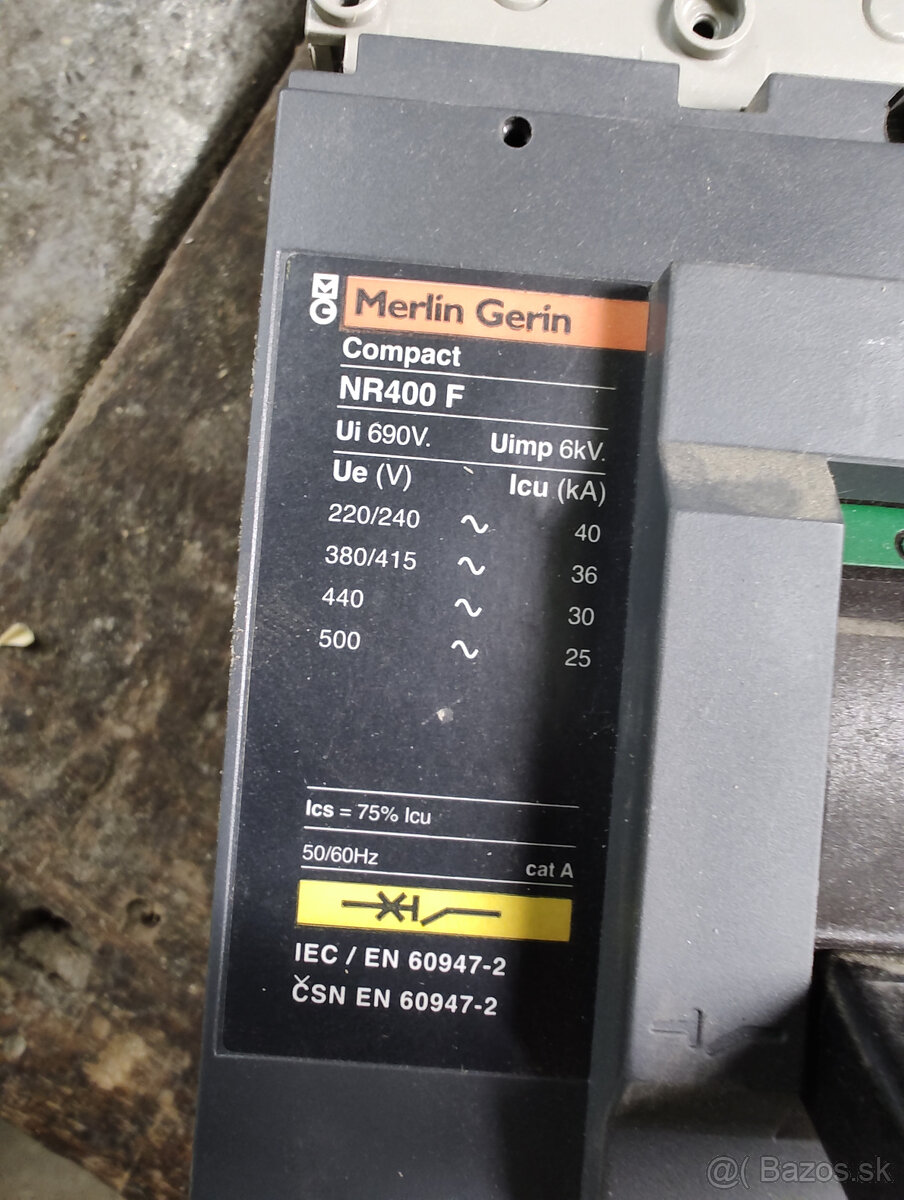 MG Merlin Gerin
Compact
NR400 F
Ui 690V. Uimp 6kV.
Ue (V) Icu (kA)
220/240 ~ 40
380/415 ~ 36
440 ~ 30
500 ~ 25
Ics = 75% Icu
50/60Hz cat A
IEC / EN 60947-2
ČSN EN 60947-2
@( Bazos.sk